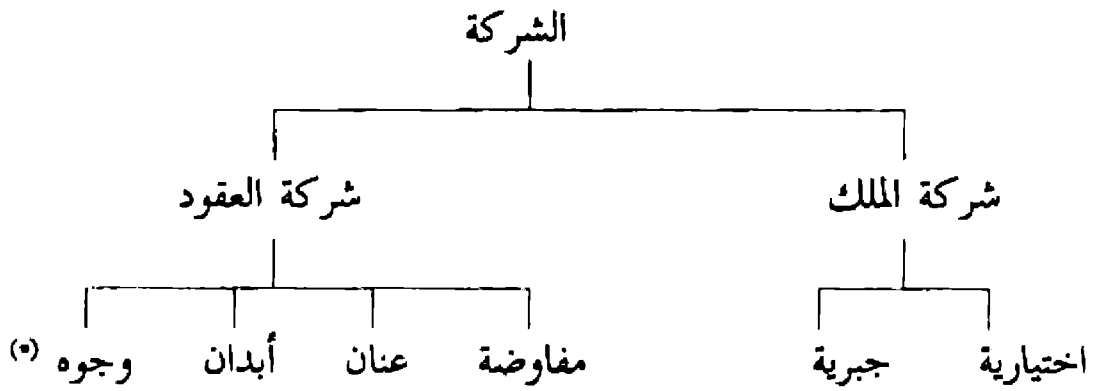 الشركة
شركة الملك شركة العقود
اختيارية جبرية مفاوضة عنان أبدان وجوه (*)